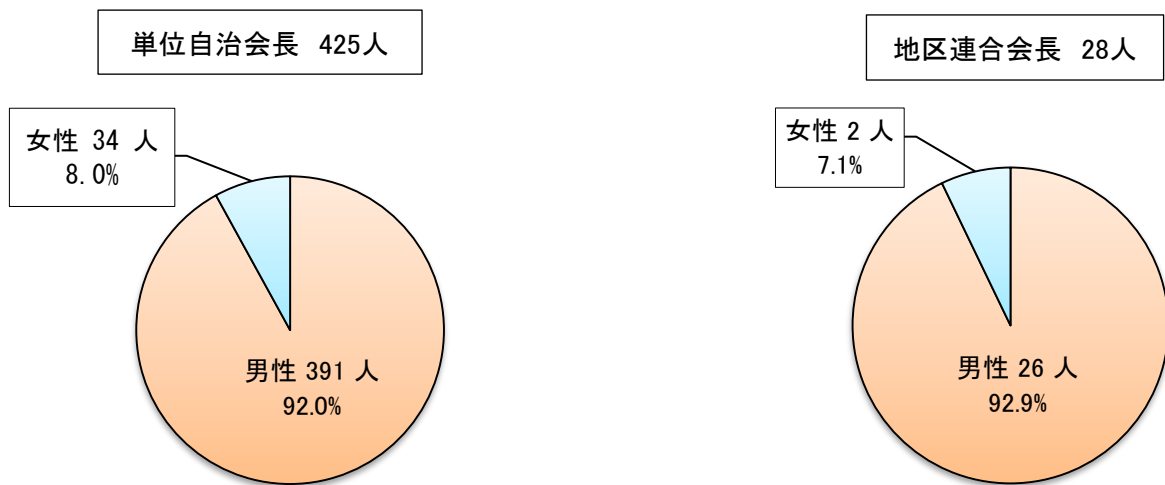 単位自治会長 425人
女性 34 人
8.0%
男性 391 人
92.0%
地区連合会長 28人
女性 2 人
7.1%
男性 26 人
92.9%